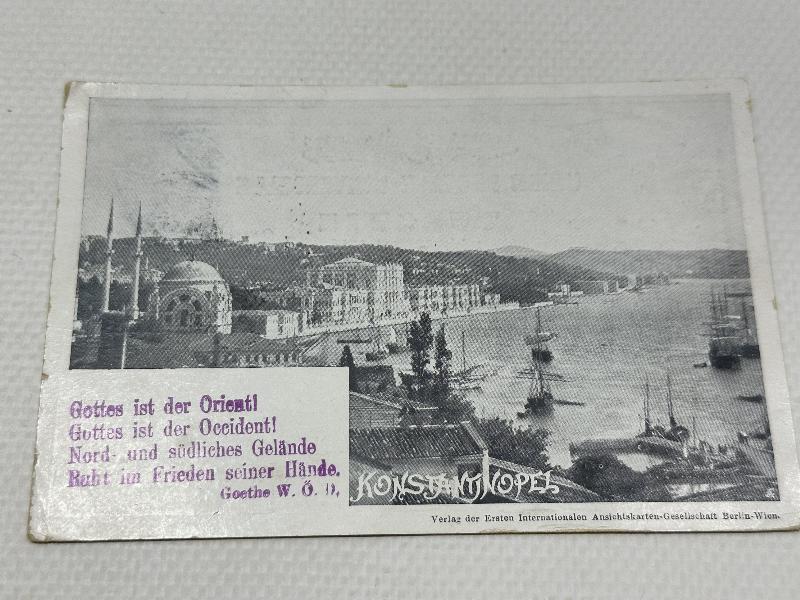 Gottes ist der Orient!
Gottes ist der Occident!
Nord- und südliches Gelände
Ruht im Frieden seiner Hände.
Goethe W. Ö. D.
KONSTANTINOPEL
Verlag der Ersten Internationalen Ansichtskarten-Gesellschaft Berlin-Wien.